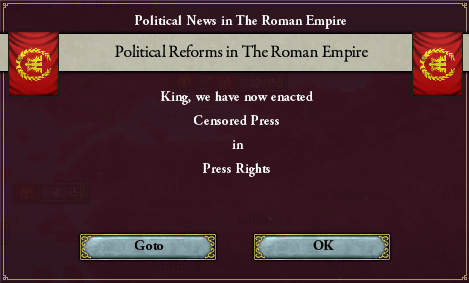 Political News in The Roman Empire
Political Reforms in The Roman Empire
King, we have now enacted
Censored Press
in
Press Rights
Goto
OK